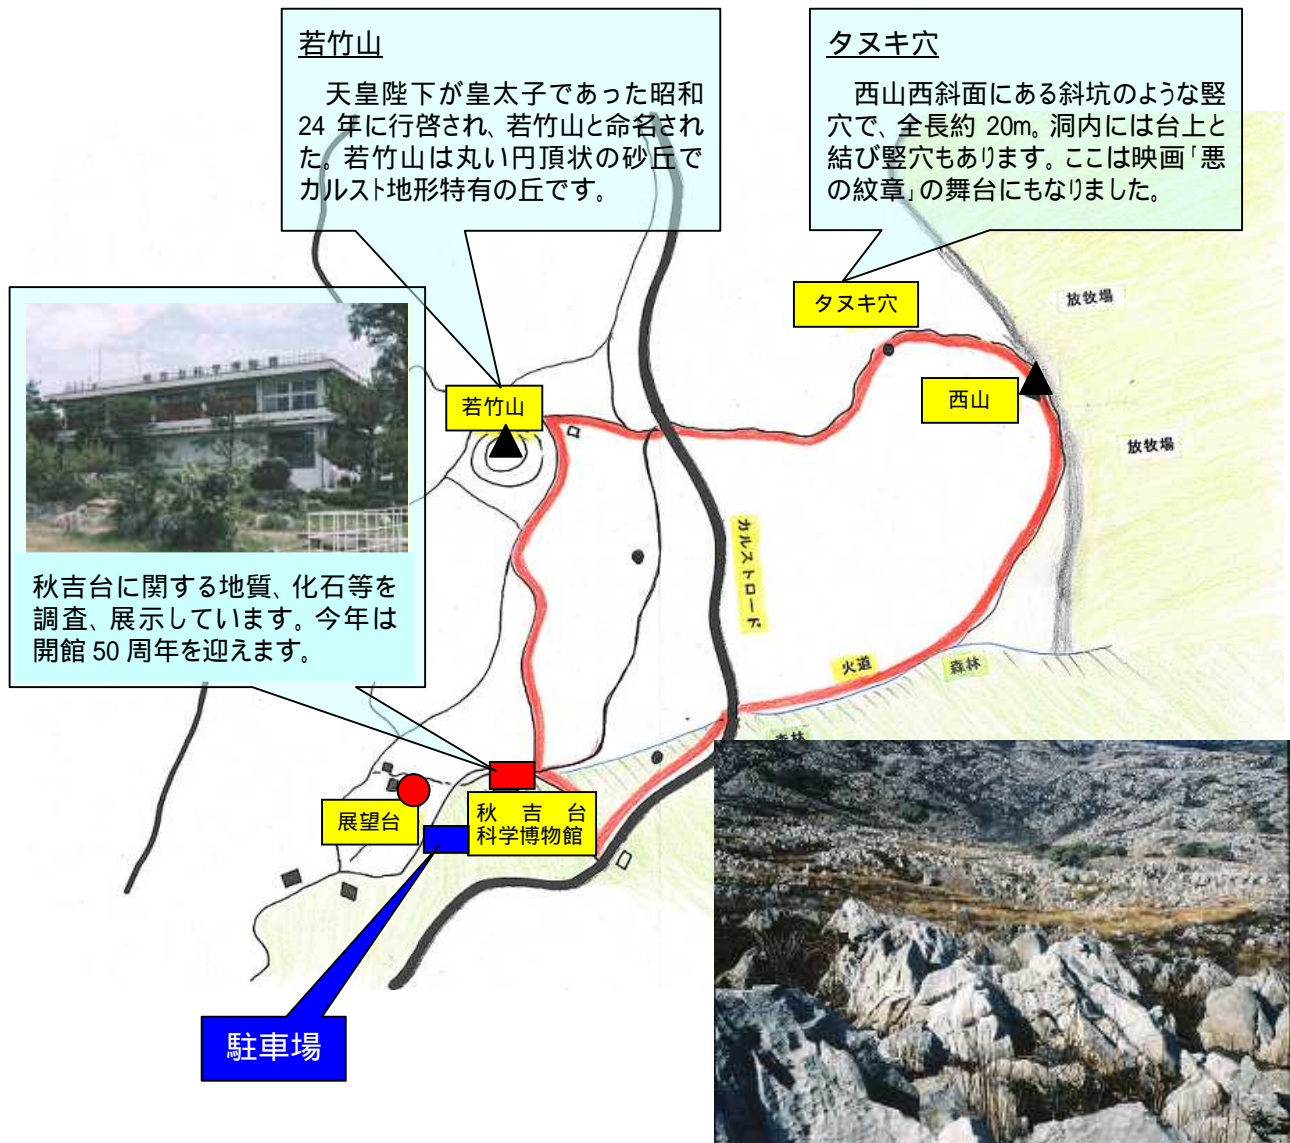 若竹山
天皇陛下が皇太子であった昭和
24 年に行啓され、若竹山と命名され
た。若竹山は丸い円頂状の砂丘で
カルスト地形特有の丘です。
タヌキ穴
西山西斜面にある斜坑のような竪
穴で、全長約 20m。洞内には台上と
結び竪穴もあります。ここは映画「悪
の紋章」の舞台にもなりました。
タヌキ穴
放牧場
西山
若竹山
放牧場
カルストロード
秋吉台に関する地質、化石等を
調査、展示しています。今年は
開館 50 周年を迎えます。
火道
森林
森林
展望台
秋吉台
科学博物館
駐車場